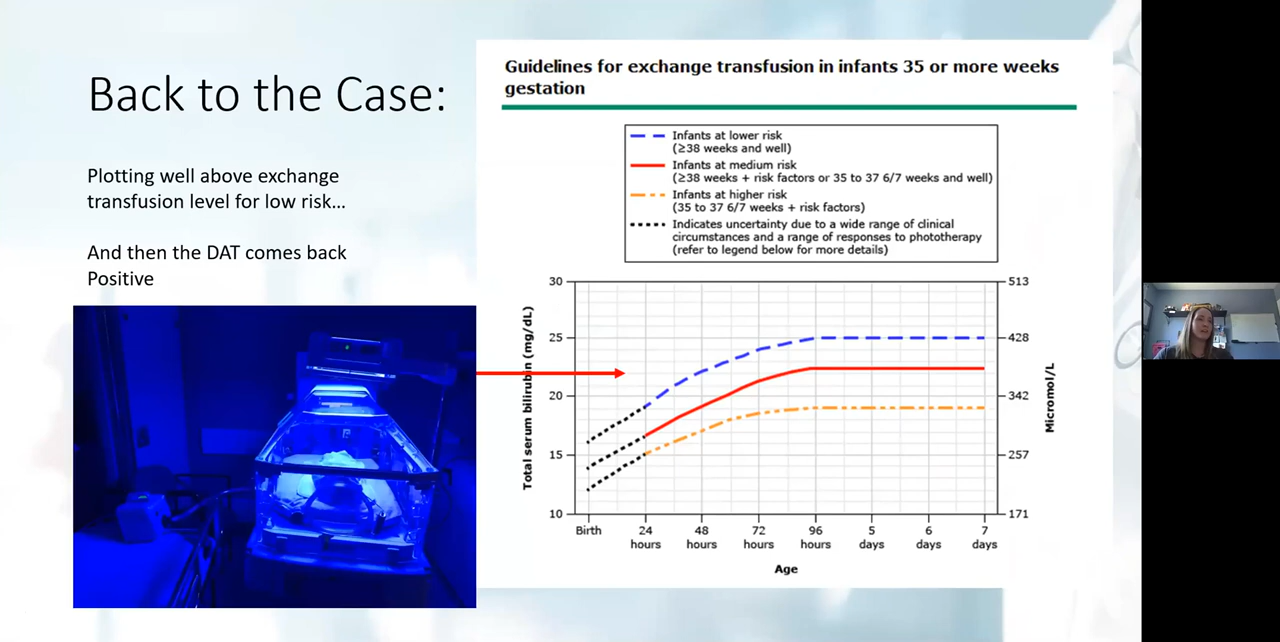 Back to the Case:
Plotting well above exchange
transfusion level for low risk...
And then the DAT comes back
Positive
Guidelines for exchange transfusion in infants 35 or more weeks
gestation
Infants at lower risk
(≥38 weeks and well)
Infants at medium risk
(≥38 weeks + risk factors or 35 to 37 6/7 weeks and well)
Infants at higher risk
(35 to 37 6/7 weeks + risk factors)
Indicates uncertainty due to a wide range of clinical
circumstances and a range of responses to phototherapy
(refer to legend below for more details)
Total serum bilirubin (mg/dL)
30
25
20
15
10
513
428
342
257
171
Micromol/L
Birth
24
hours
48
hours
72
hours
96
hours
5
days
6
days
7
days
Age